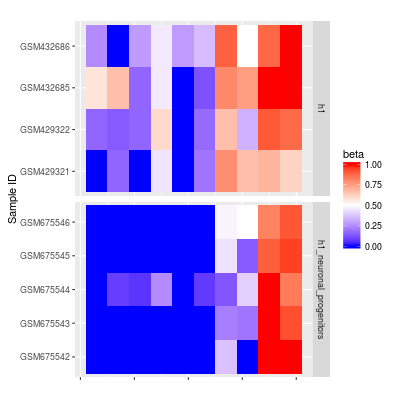 GSM432686
GSM432685
GSM429322
GSM429321
h1
Sample ID
GSM675546
GSM675545
GSM675544
GSM675543
GSM675542
h1_neuronal_progenitors
beta
1.00
0.75
0.50
0.25
0.00